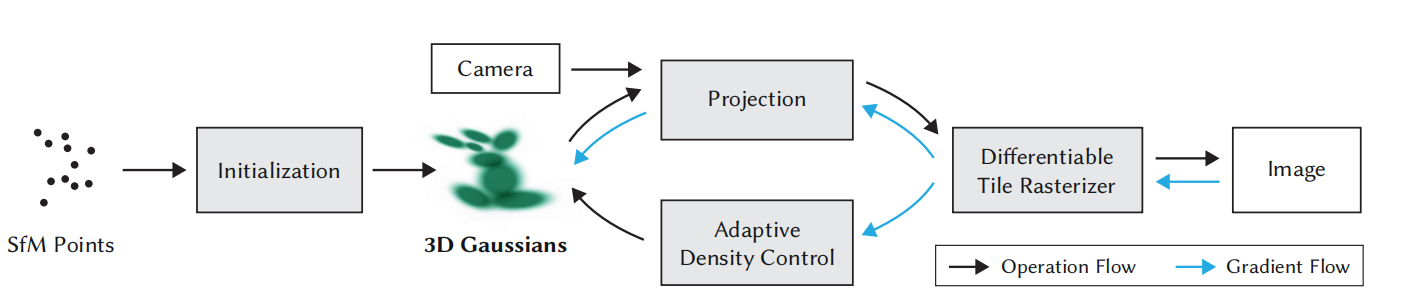 Camera
Projection
Initialization
Differentiable
Tile Rasterizer
Image
SfM Points
3D Gaussians
Adaptive
Density Control
Operation Flow
Gradient Flow